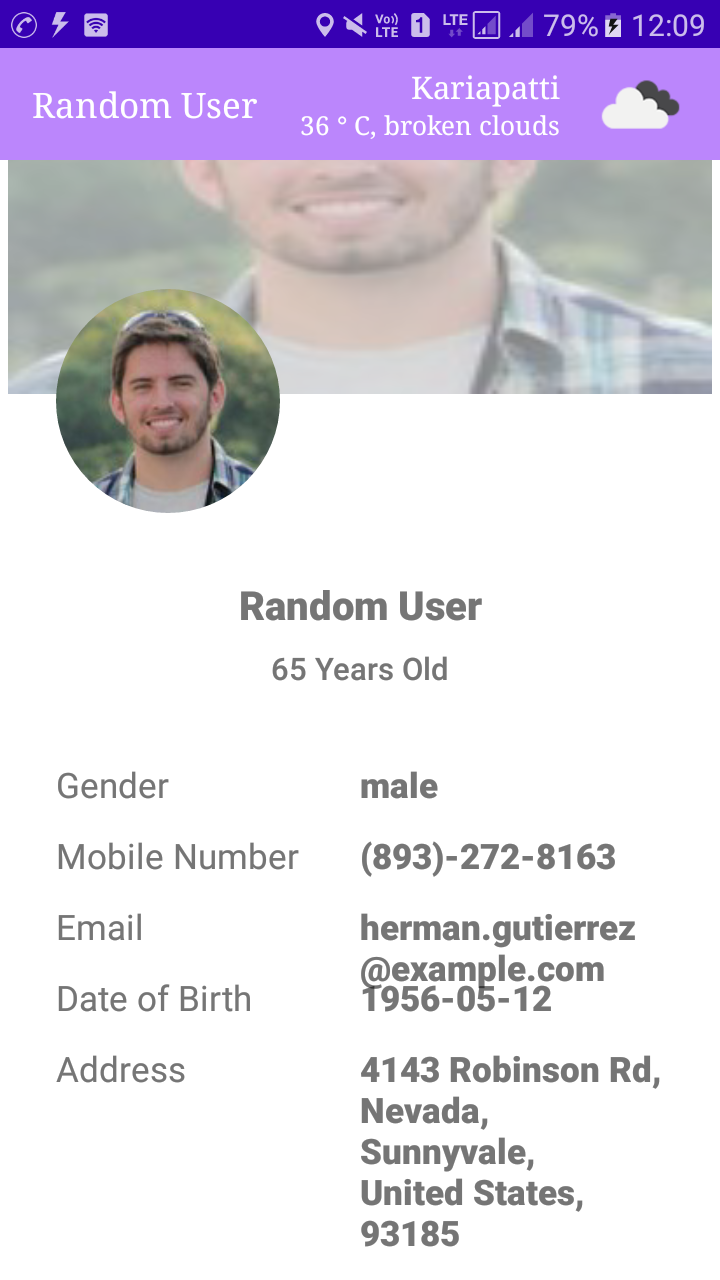 Vo)) LTE 1 LTE 79% 12:09
Random User
Kariapatti
36 ° C, broken clouds
Random User
65 Years Old
Gender male
Mobile Number (893)-272-8163
Email herman.gutierrez
@example.com
Date of Birth 1956-05-12
Address 4143 Robinson Rd,
Nevada,
Sunnyvale,
United States,
93185